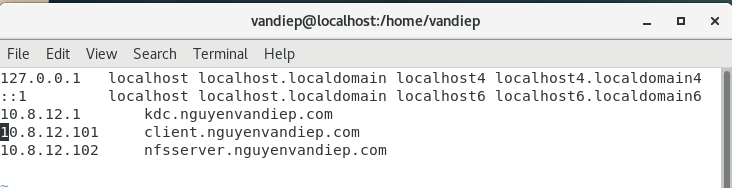 vandiep@localhost:/home/vandiep
File Edit View Search Terminal Help
127.0.0.1 localhost localhost.localdomain localhost4 localhost4.localdomain4
::1 localhost localhost.localdomain localhost6 localhost6.localdomain6
10.8.12.1 kdc.nguyenvandiep.com
10.8.12.101 client.nguyenvandiep.com
10.8.12.102 nfsserver.nguyenvandiep.com
~